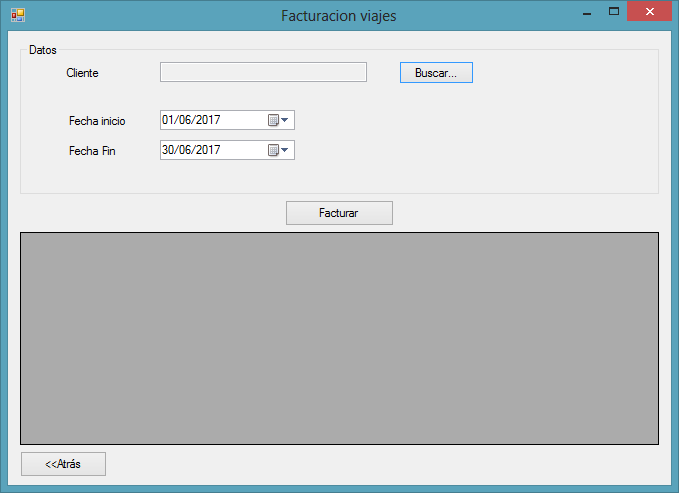 Facturacion viajes
Datos
Cliente
Buscar...
Fecha inicio
01/06/2017
Fecha Fin
30/06/2017
Facturar
<<Atrás